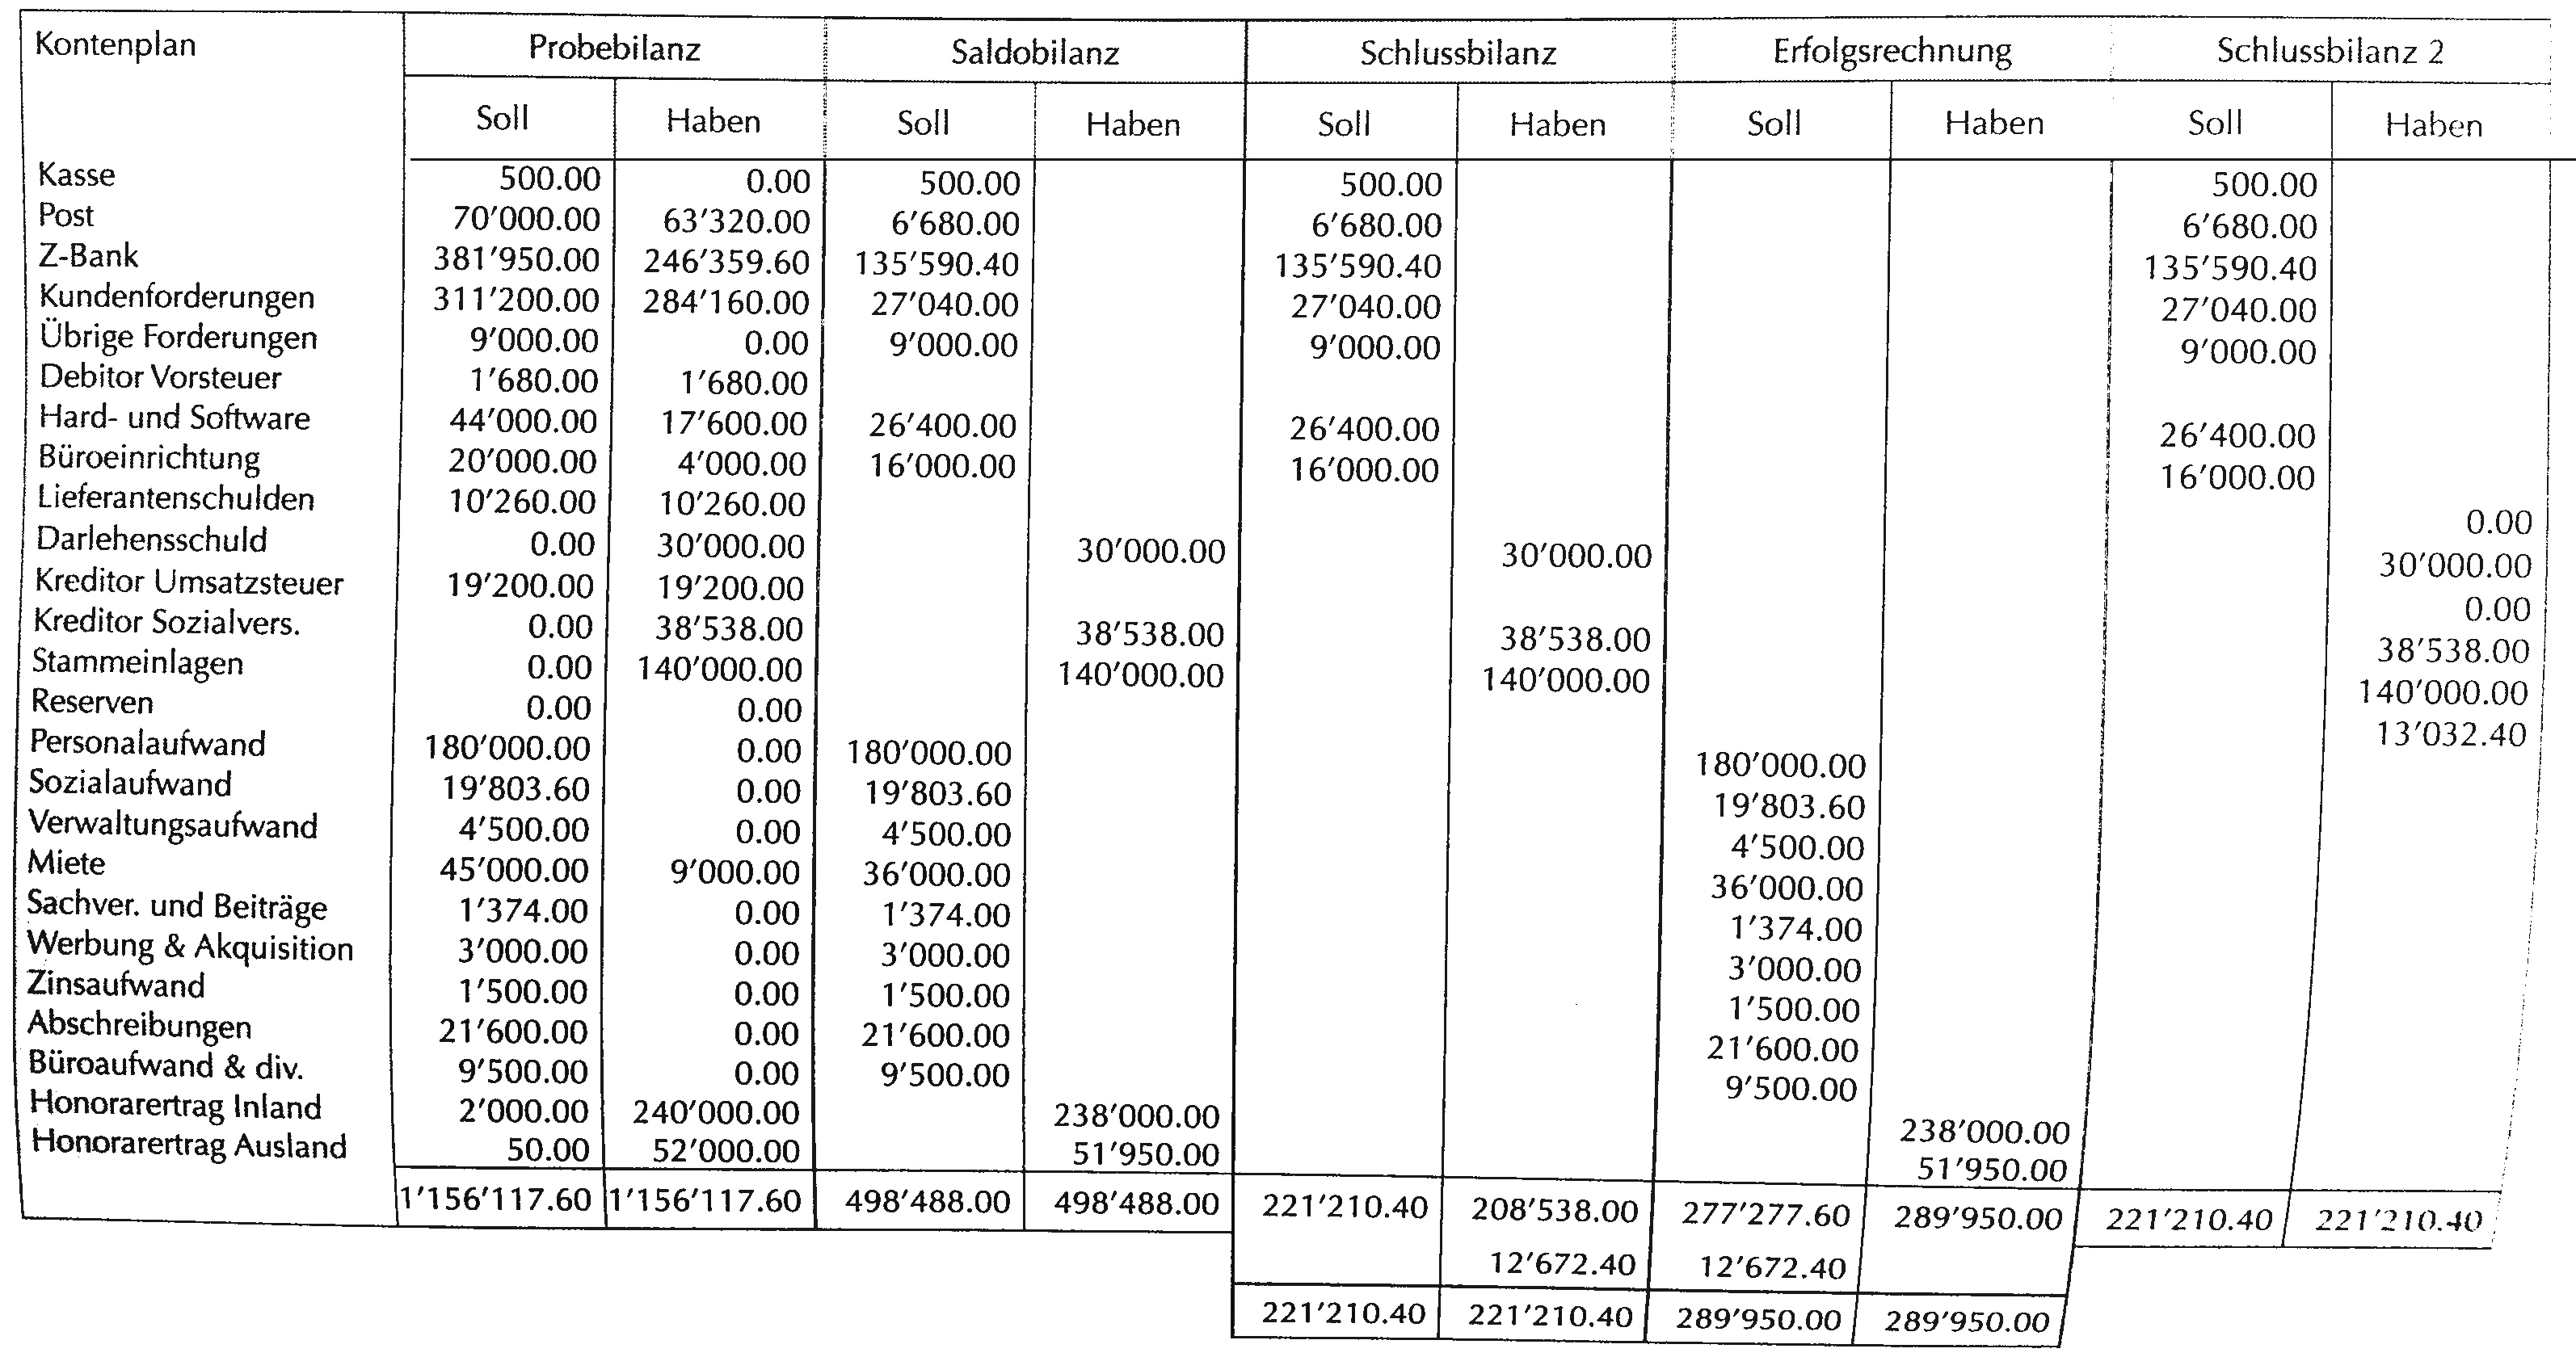 Kontenplan Probebilanz Saldobilanz Schlussbilanz Erfolgsrechnung Schlussbilanz 2
Soll Haben Soll Haben Soll Haben Soll Haben Soll Haben
Kasse 500.00 0.00 500.00 500.00 500.00
Post 70'000.00 63'320.00 6'680.00 6'680.00 6'680.00
Z-Bank 381'950.00 246'359.60 135'590.40 135'590.40 135'590.40
Kundenforderungen 311'200.00 284'160.00 27'040.00 27'040.00 27'040.00
Übrige Forderungen 9'000.00 0.00 9'000.00 9'000.00 9'000.00
Debitor Vorsteuer 1'680.00 1'680.00
Hard- und Software 44'000.00 17'600.00 26'400.00 26'400.00 26'400.00
Büroeinrichtung 20'000.00 4'000.00 16'000.00 16'000.00 16'000.00
Lieferantenschulden 10'260.00 10'260.00 0.00
Darlehensschuld 0.00 30'000.00 30'000.00 30'000.00 30'000.00
Kreditor Umsatzsteuer 19'200.00 19'200.00 0.00
Kreditor Sozialvers. 0.00 38'538.00 38'538.00 38'538.00 38'538.00
Stammeinlagen 0.00 140'000.00 140'000.00 140'000.00 140'000.00
Reserven 0.00 0.00 13'032.40
Personalaufwand 180'000.00 0.00 180'000.00 180'000.00
Sozialaufwand 19'803.60 0.00 19'803.60 19'803.60
Verwaltungsaufwand 4'500.00 0.00 4'500.00 4'500.00
Miete 45'000.00 9'000.00 36'000.00 36'000.00
Sachver. und Beiträge 1'374.00 0.00 1'374.00 1'374.00
Werbung & Akquisition 3'000.00 0.00 3'000.00 3'000.00
Zinsaufwand 1'500.00 0.00 1'500.00 1'500.00
Abschreibungen 21'600.00 0.00 21'600.00 21'600.00
Büroaufwand & div. 9'500.00 0.00 9'500.00 9'500.00
Honorarertrag Inland 2'000.00 240'000.00 238'000.00 238'000.00
Honorarertrag Ausland 50.00 52'000.00 51'950.00 51'950.00
1'156'117.60 1'156'117.60 498'488.00 498'488.00 221'210.40 208'538.00 277'277.60 289'950.00 221'210.40 221'210.40
12'672.40 12'672.40
221'210.40 221'210.40 289'950.00 289'950.00